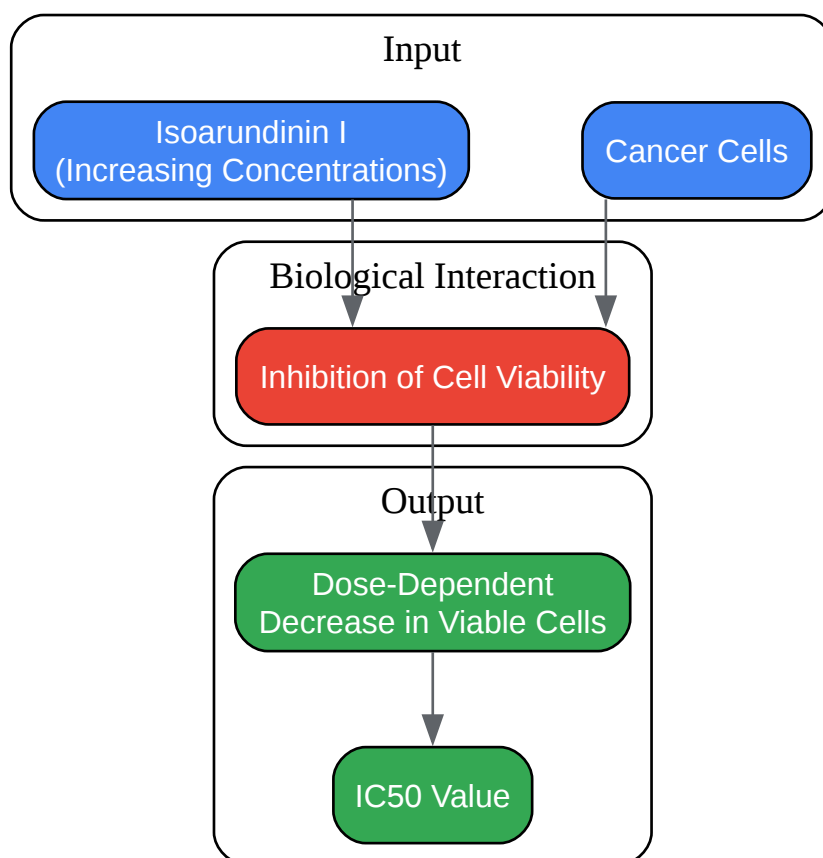 Input
Isoarundinin I
(Increasing Concentrations)
Cancer Cells
Biological Interaction
Inhibition of Cell Viability
Output
Dose-Dependent
Decrease in Viable Cells
IC50 Value